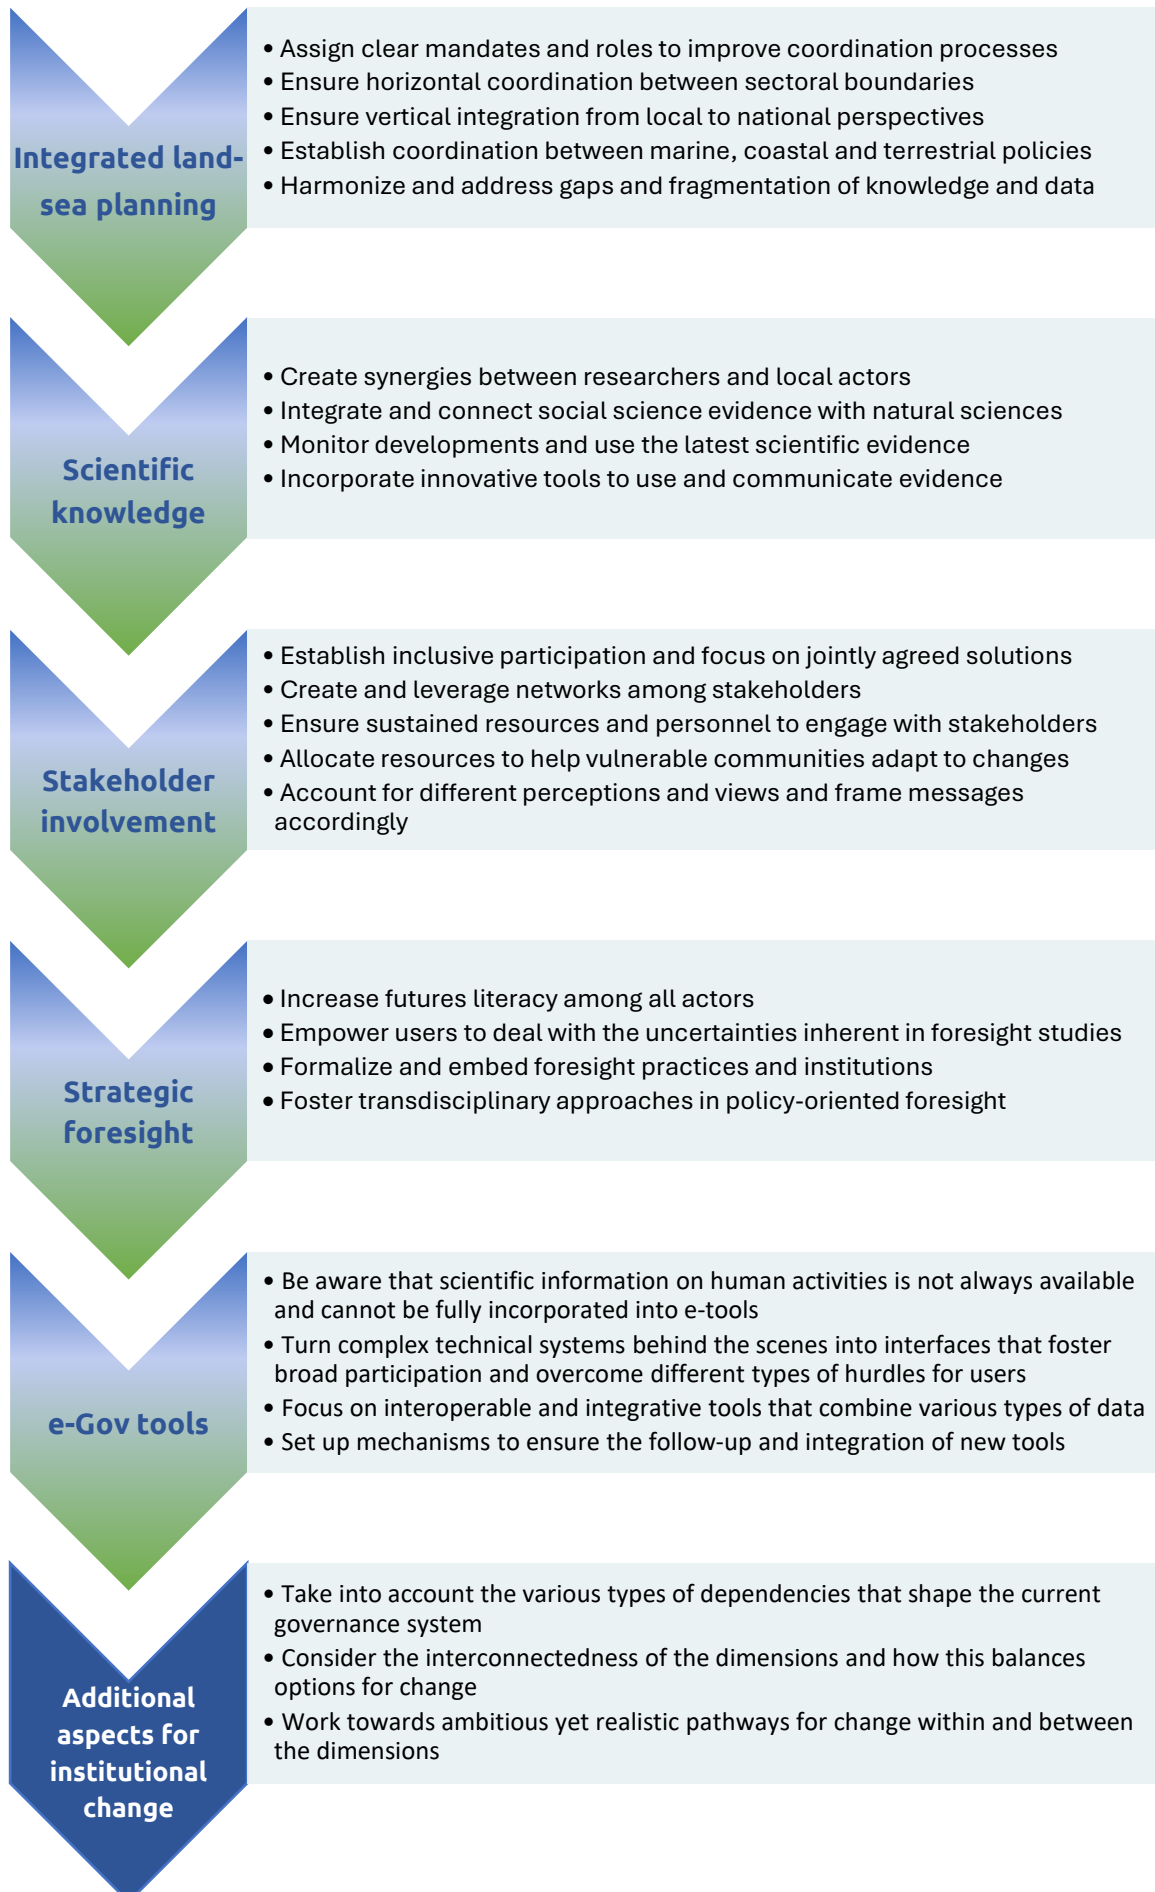 Integrated land-
sea planning
• Assign clear mandates and roles to improve coordination processes
• Ensure horizontal coordination between sectoral boundaries
• Ensure vertical integration from local to national perspectives
• Establish coordination between marine, coastal and terrestrial policies
• Harmonize and address gaps and fragmentation of knowledge and data
Scientific
knowledge
• Create synergies between researchers and local actors
• Integrate and connect social science evidence with natural sciences
• Monitor developments and use the latest scientific evidence
• Incorporate innovative tools to use and communicate evidence
Stakeholder
involvement
• Establish inclusive participation and focus on jointly agreed solutions
• Create and leverage networks among stakeholders
• Ensure sustained resources and personnel to engage with stakeholders
• Allocate resources to help vulnerable communities adapt to changes
• Account for different perceptions and views and frame messages
accordingly
Strategic
foresight
• Increase futures literacy among all actors
• Empower users to deal with the uncertainties inherent in foresight studies
• Formalize and embed foresight practices and institutions
• Foster transdisciplinary approaches in policy-oriented foresight
e-Gov tools
• Be aware that scientific information on human activities is not always available
and cannot be fully incorporated into e-tools
• Turn complex technical systems behind the scenes into interfaces that foster
broad participation and overcome different types of hurdles for users
• Focus on interoperable and integrative tools that combine various types of data
• Set up mechanisms to ensure the follow-up and integration of new tools
Additional
aspects for
institutional
change
• Take into account the various types of dependencies that shape the current
governance system
• Consider the interconnectedness of the dimensions and how this balances
options for change
• Work towards ambitious yet realistic pathways for change within and between
the dimensions